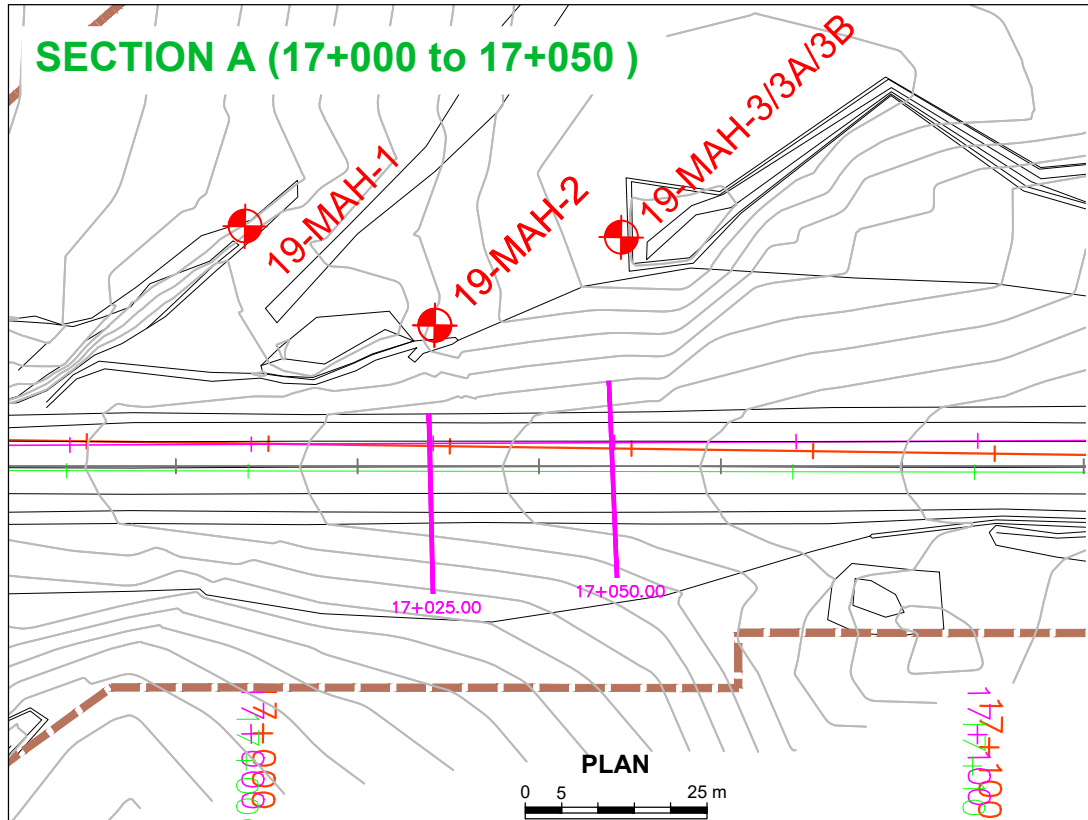 SECTION A (17+000 to 17+050 )
19-MAH-1
19-MAH-2
19-MAH-3/3A/3B
17+025.00
17+050.00
17+000
17+100
PLAN
0 5 25 m